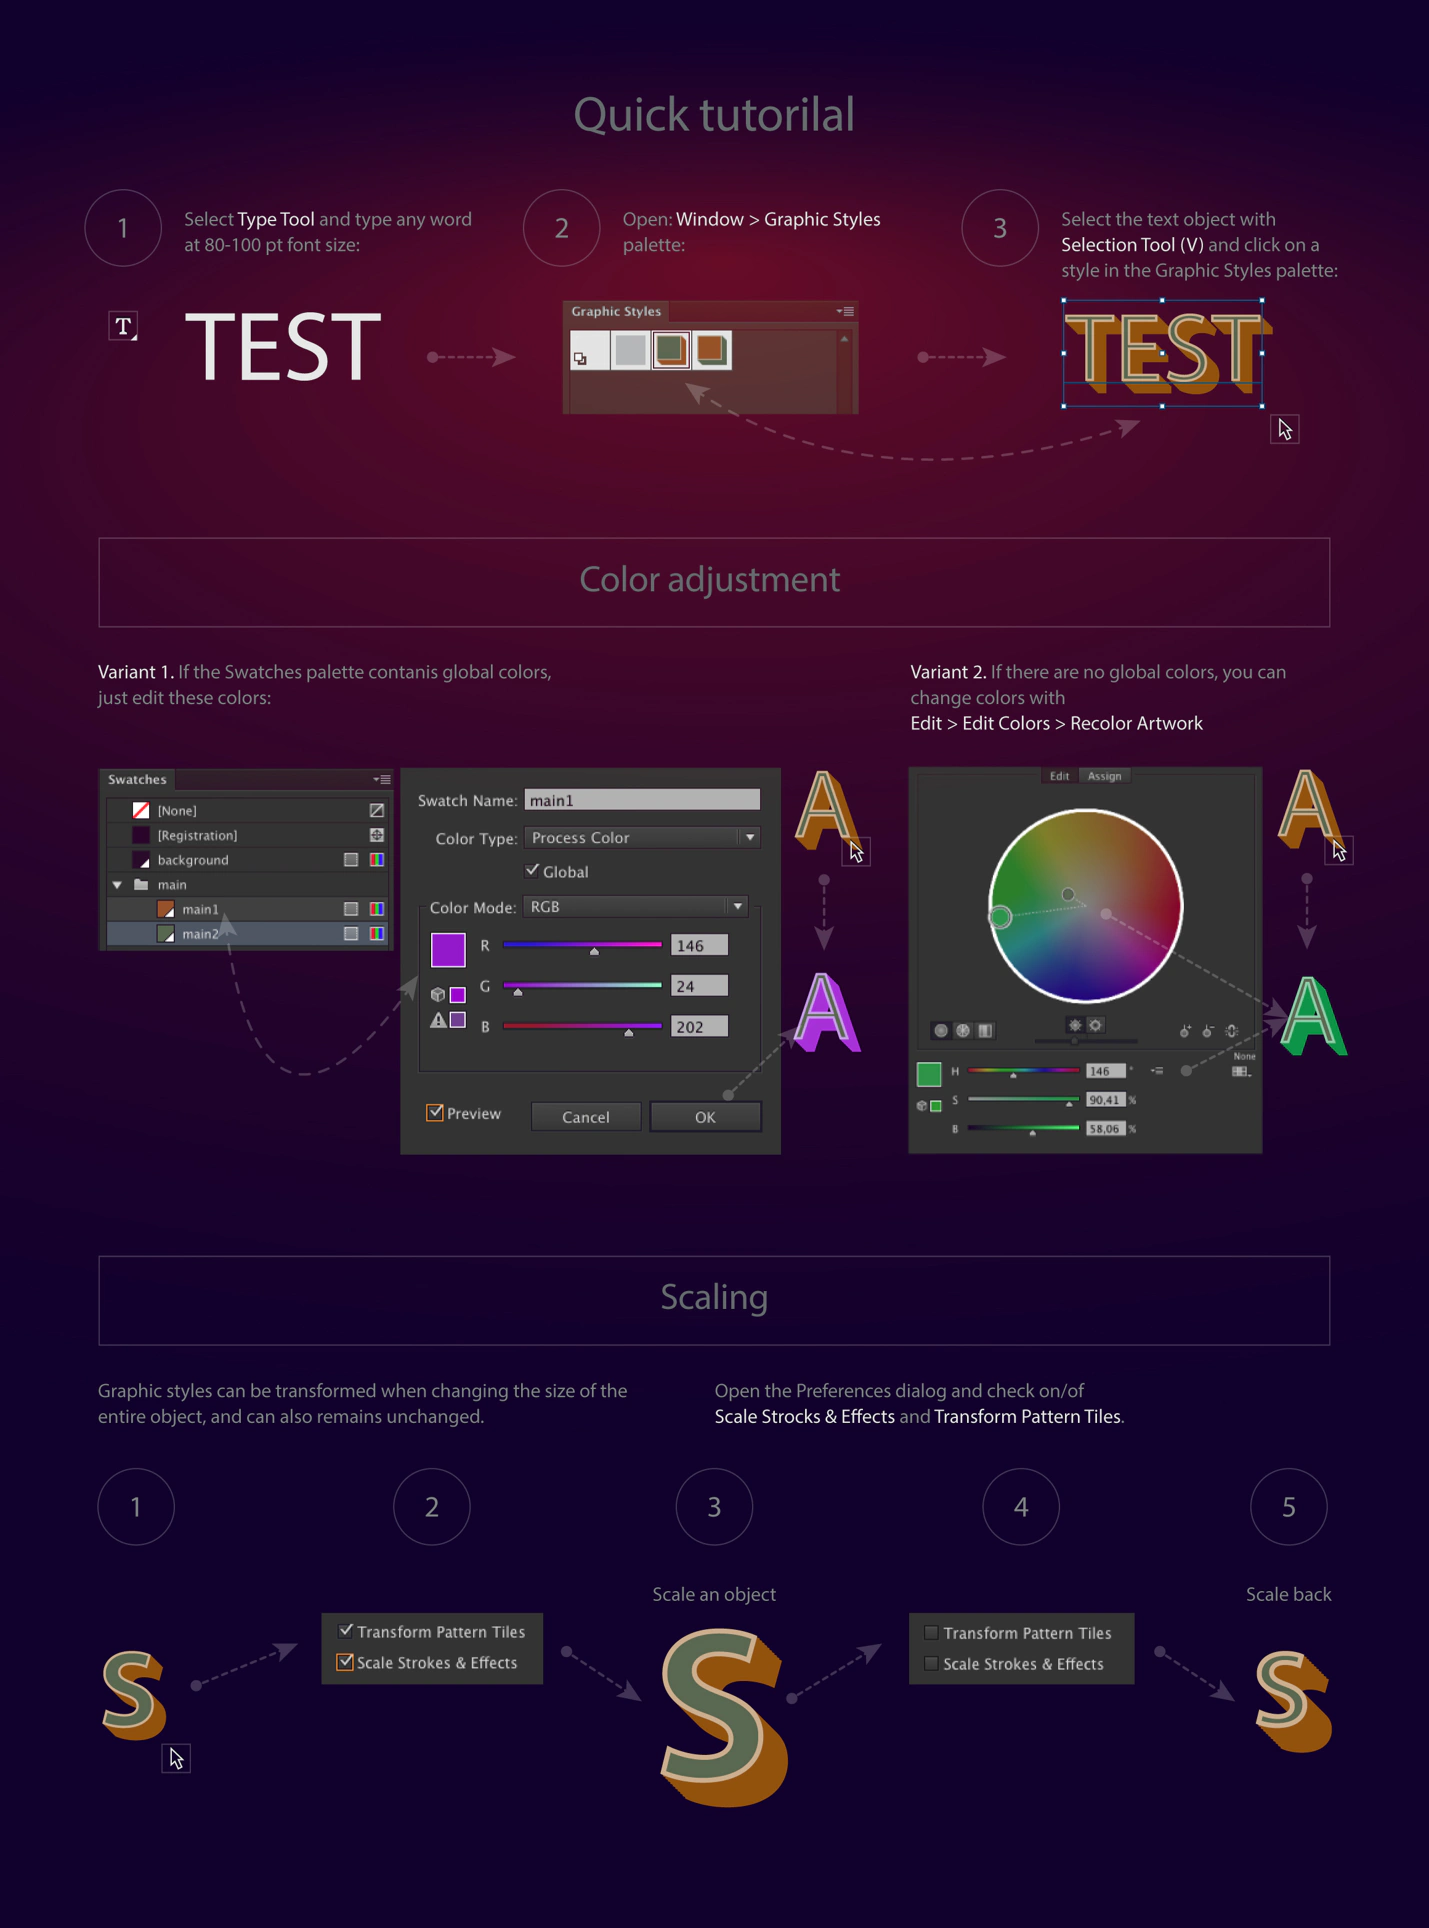 Quick tutorilal
1
Select Type Tool and type any word
at 80-100 pt font size:
2
Open: Window > Graphic Styles
palette:
3
Select the text object with
Selection Tool (V) and click on a
style in the Graphic Styles palette:
T
TEST
Graphic Styles
TEST
Color adjustment
Variant 1. If the Swatches palette contanis global colors,
just edit these colors:
Variant 2. If there are no global colors, you can
change colors with
Edit > Edit Colors > Recolor Artwork
Swatches
[None]
[Registration]
background
main
main1
main2
Swatch Name: main1
Color Type: Process Color
Global
Color Mode: RGB
R 146
G 24
B 202
Preview
Cancel
OK
A
A
Edit Assign
None
H 146 °
S 90,41 %
B 58,06 %
A
A
Scaling
Graphic styles can be transformed when changing the size of the
entire object, and can also remains unchanged.
Open the Preferences dialog and check on/of
Scale Strocks & Effects and Transform Pattern Tiles.
1
2
3
4
5
Scale an object
Scale back
S
Transform Pattern Tiles
Scale Strokes & Effects
S
Transform Pattern Tiles
Scale Strokes & Effects
S